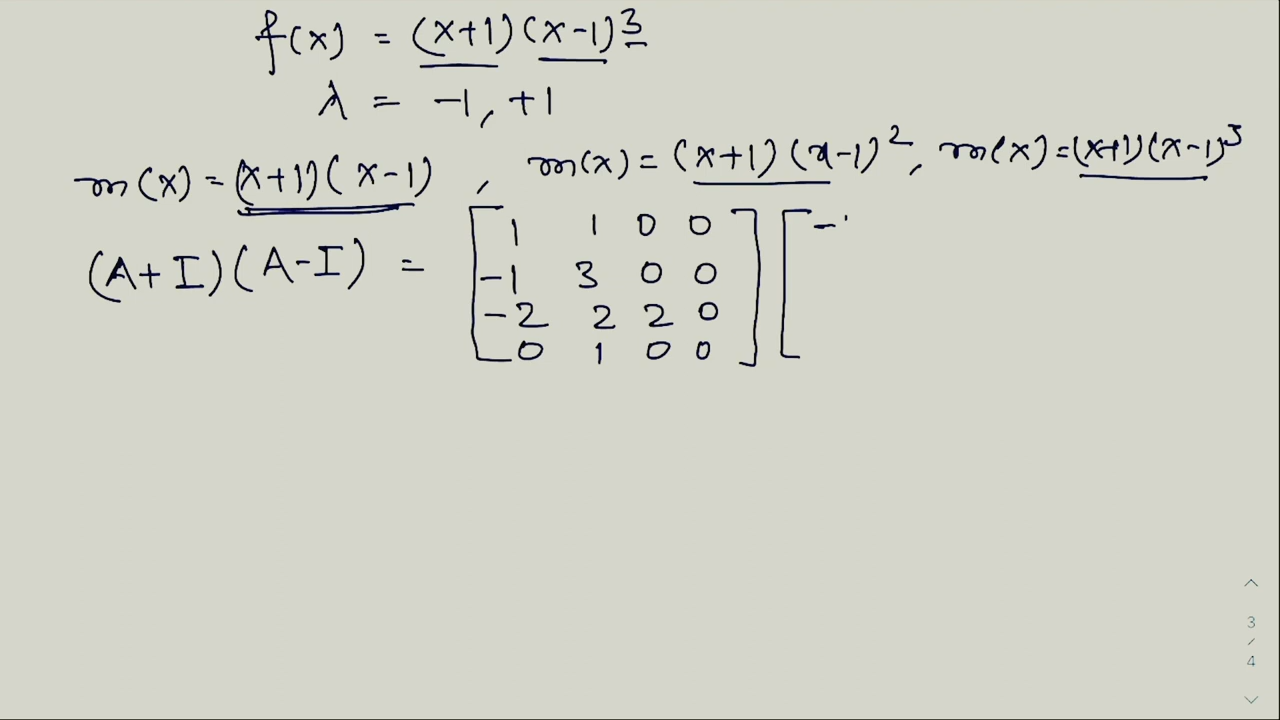 f(x) = (x+1)(x-1)³
λ = -1, +1
m(x) = (x+1)(x-1) , m(x) = (x+1)(x-1)², m(x) = (x+1)(x-1)³
(A+I)(A-I) = [ 1 1 0 0 ] [ -
-1 3 0 0
-2 2 2 0
0 1 0 0
3
/
4